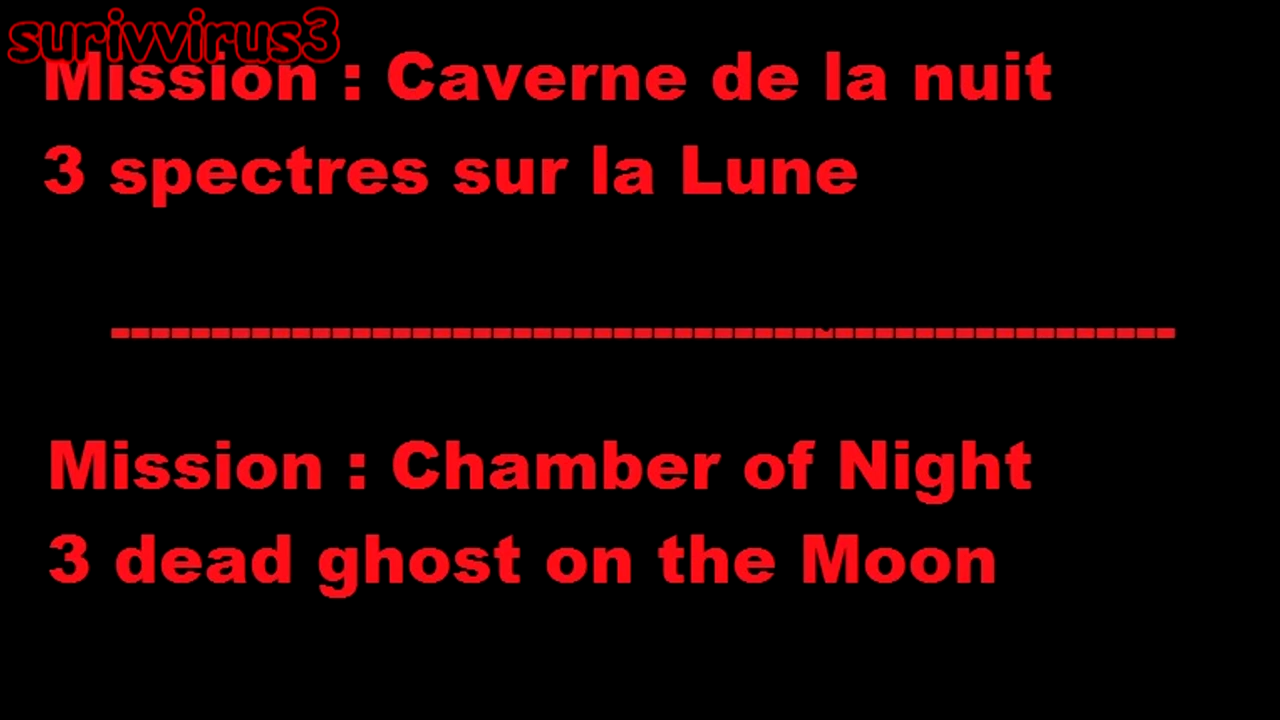 surivvirus3
Mission : Caverne de la nuit
3 spectres sur la Lune
-----------------------------------------------------
Mission : Chamber of Night
3 dead ghost on the Moon